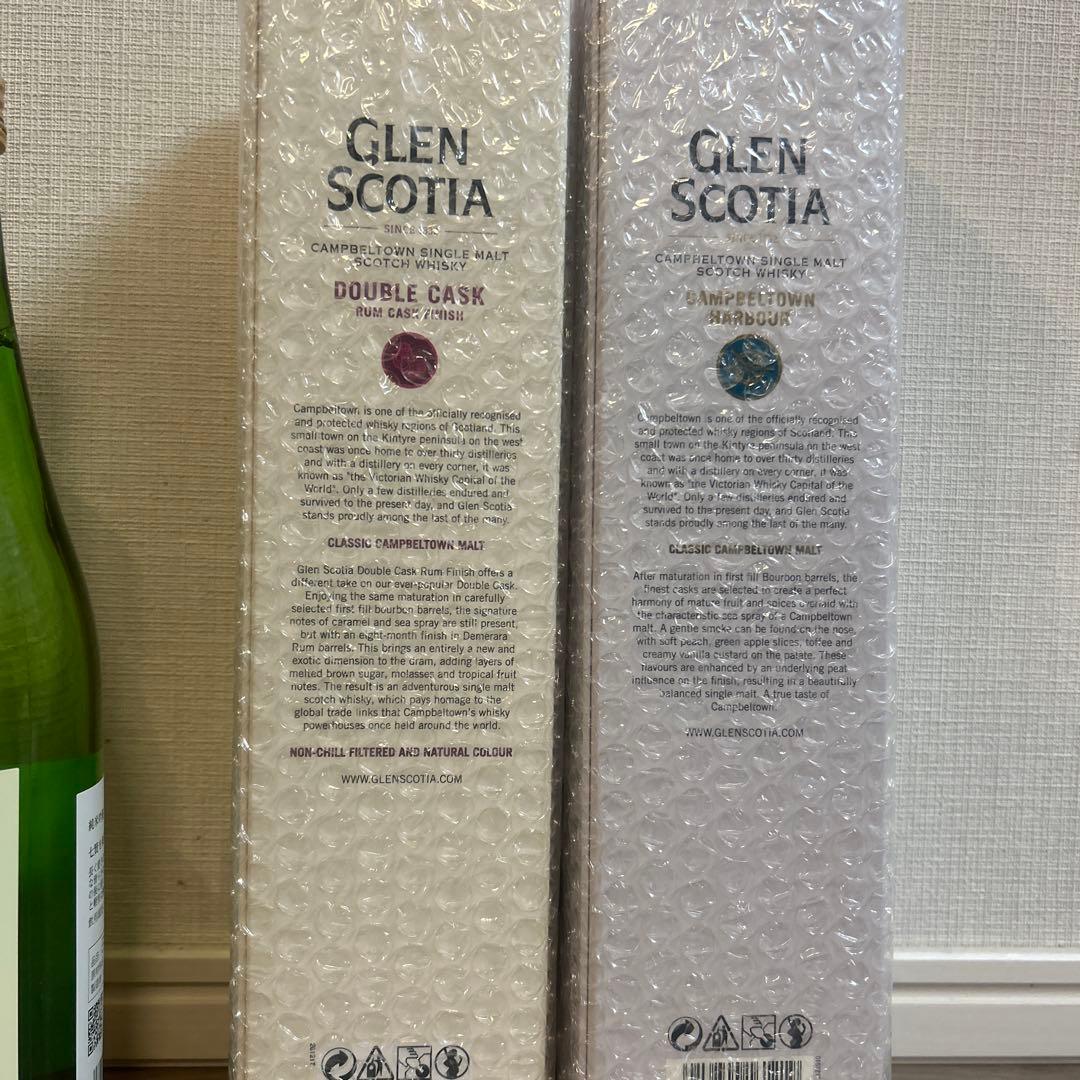 GLEN
SCOTIA
SINCE 1832
CAMPBELTOWN SINGLE MALT
SCOTCH WHISKY
DOUBLE CASK
RUM CASK FINISH
Campbeltown is one of the officially recognised
and protected whisky regions of Scotland. This
small town on the Kintyre peninsula on the west
coast was once home to over thirty distilleries
and with a distillery on every corner, it was
known as "the Victorian Whisky Capital of the
World". Only a few distilleries endured and
survived to the present day, and Glen Scotia
stands proudly among the last of the many.
CLASSIC CAMPBELTOWN MALT
Glen Scotia Double Cask Rum Finish offers a
different take on our ever-popular Double Cask.
Enjoying the same maturation in carefully
selected first fill bourbon barrels, the signature
notes of caramel and sea spray are still present,
but with an eight-month finish in Demerara
Rum barrels. This brings an entirely a new and
exotic dimension to the dram, adding layers of
melted brown sugar, molasses and tropical fruit
notes. The result is an adventurous single malt
scotch whisky, which pays homage to the
global trade links that Campbeltown's whisky
powerhouses once held around the world.
NON-CHILL FILTERED AND NATURAL COLOUR
WWW.GLENSCOTIA.COM
GLEN
SCOTIA
SINCE 1832
CAMPBELTOWN SINGLE MALT
SCOTCH WHISKY
CAMPBELTOWN
HARBOUR
Campbeltown is one of the officially recognised
and protected whisky regions of Scotland. This
small town on the Kintyre peninsula on the west
coast was once home to over thirty distilleries
and with a distillery on every corner, it was
known as "the Victorian Whisky Capital of the
World". Only a few distilleries endured and
survived to the present day, and Glen Scotia
stands proudly among the last of the many.
CLASSIC CAMPBELTOWN MALT
After maturation in first fill Bourbon barrels, the
finest casks are selected to create a perfect
harmony of mature fruit and spices overlaid with
the characteristic sea spray of a Campbeltown
malt. A gentle smoke can be found on the nose
with soft peach, green apple slices, toffee and
creamy vanilla custard on the palate. These
flavours are enhanced by an underlying peat
influence on the finish, resulting in a beautifully
balanced single malt. A true taste of
Campbeltown.
WWW.GLENSCOTIA.COM